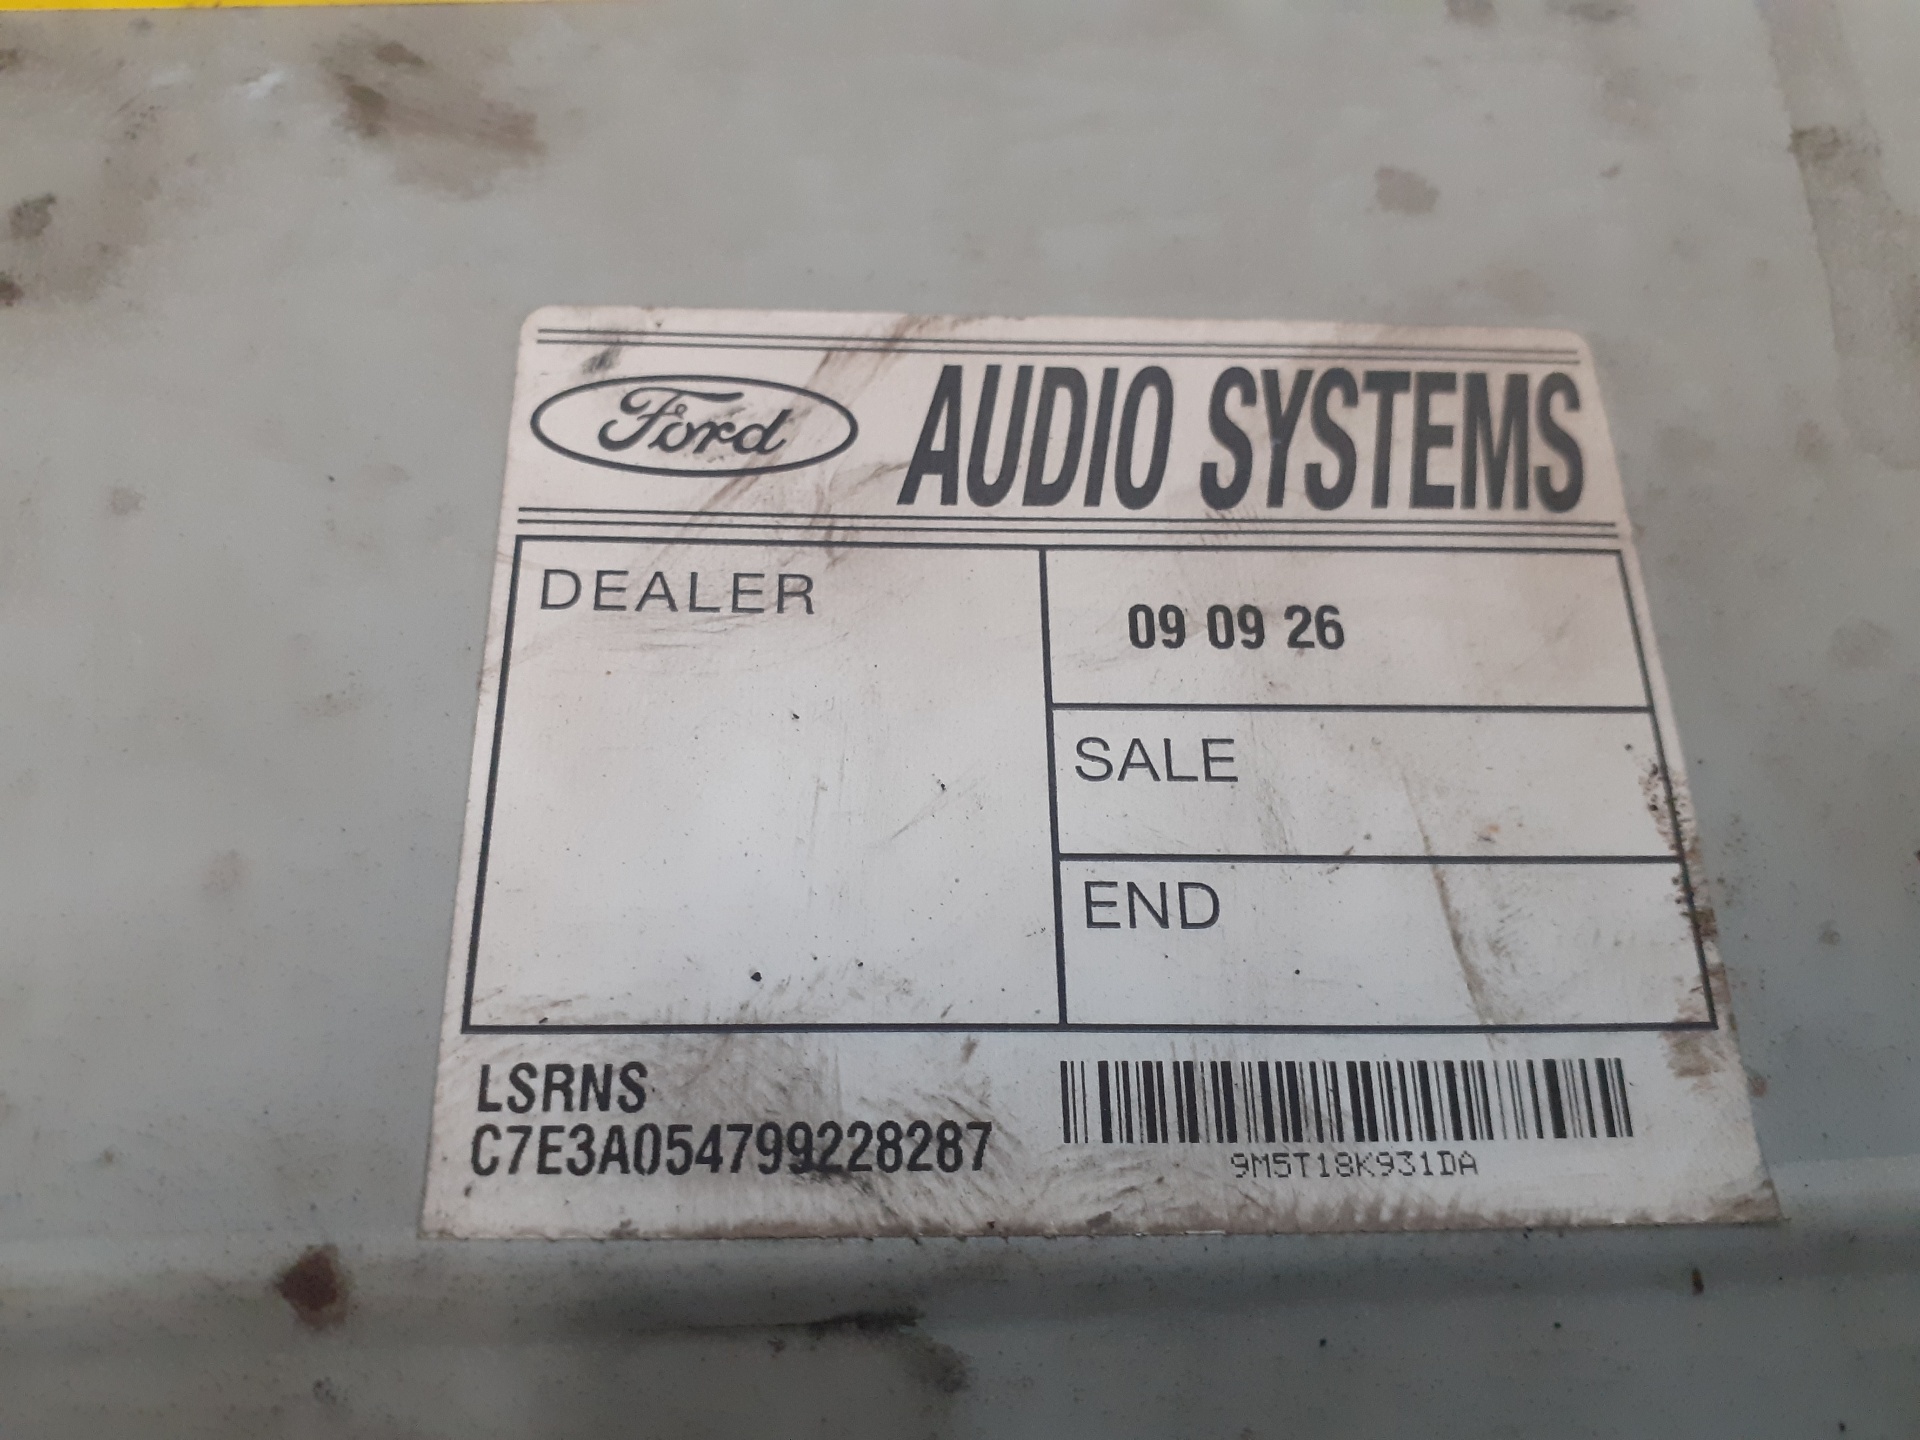 Ford AUDIO SYSTEMS
DEALER
09 09 26
SALE
END
LSRNS
C7E3A054799228287
9M5T18K931DA